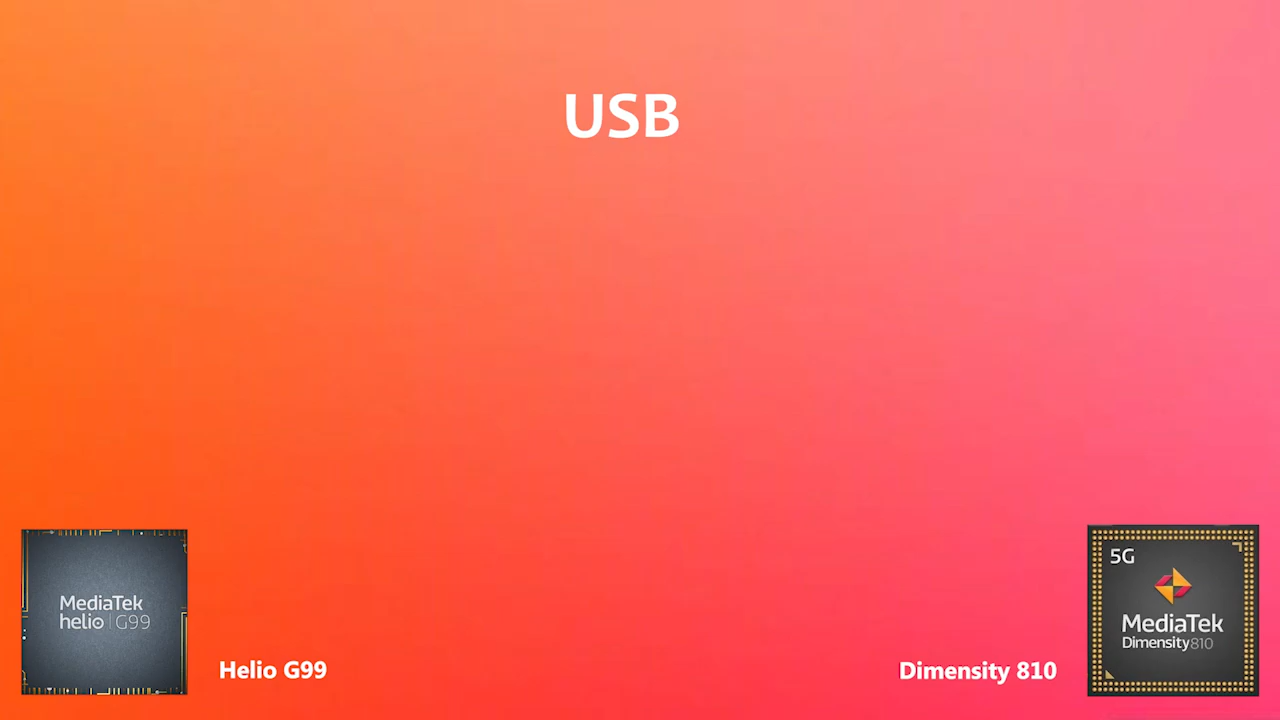 USB
MediaTek
helio | G99
Helio G99
Dimensity 810
5G
MediaTek
Dimensity 810